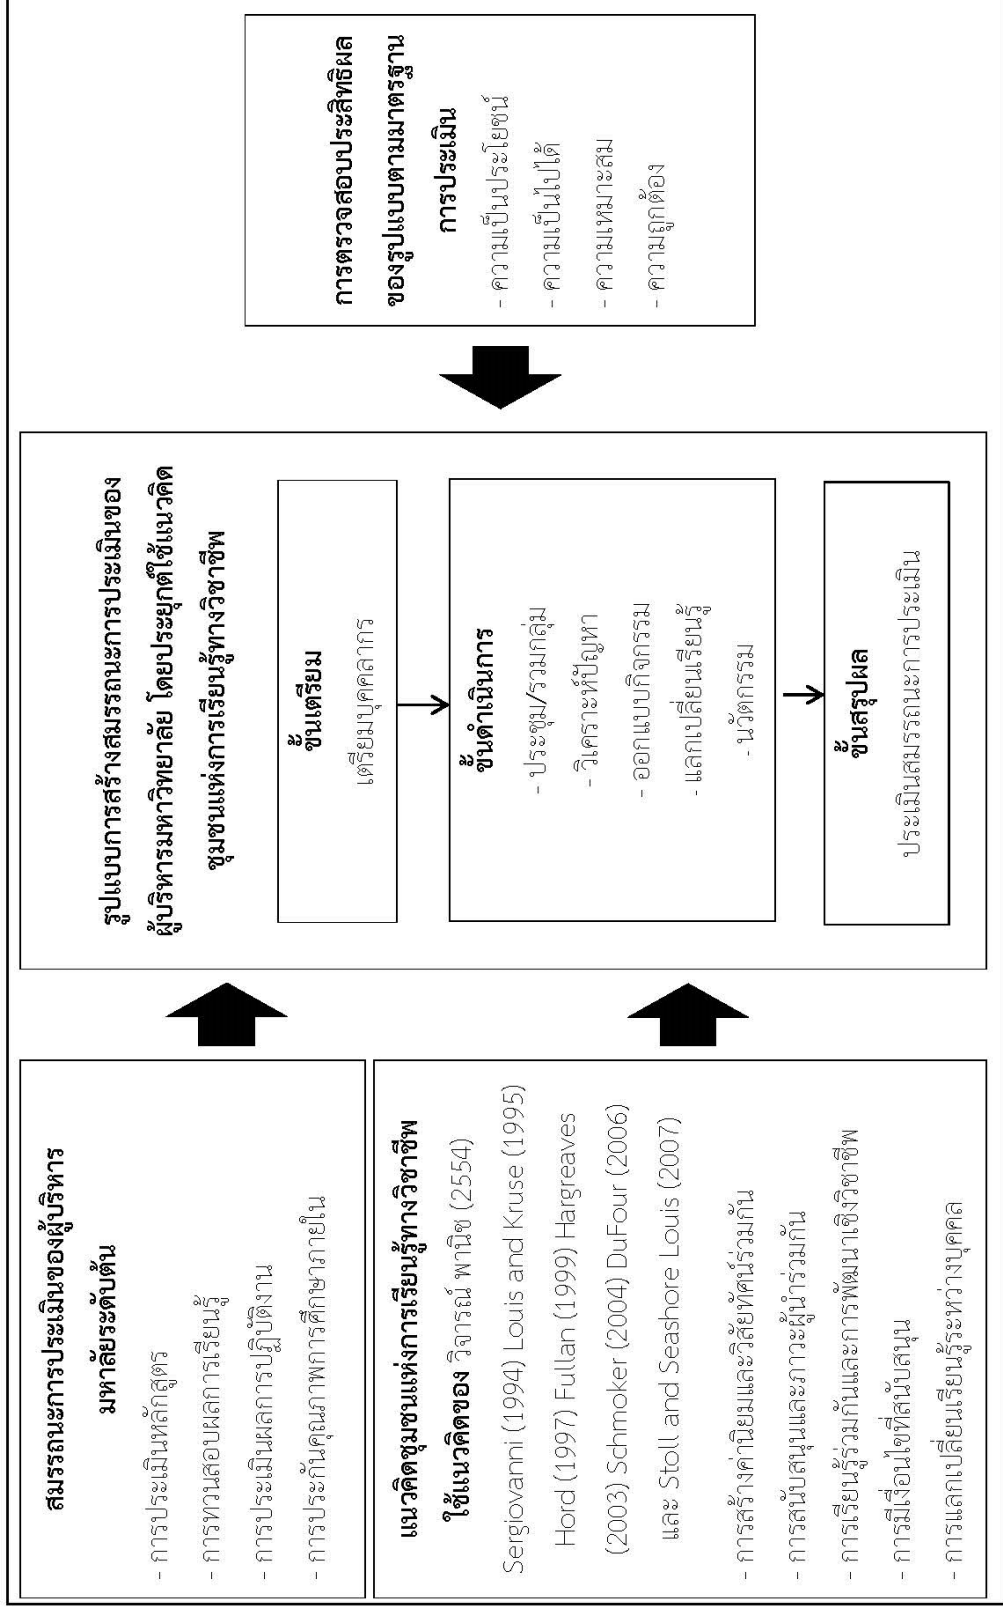 สมรรถนะการประเมินของผู้บริหาร
มหาลัยระดับต้น
- การประเมินหลักสูตร
- การทวนสอบผลการเรียนรู้
- การประเมินผลการปฏิบัติงาน
- การประกันคุณภาพการศึกษาภายใน
แนวคิดชุมชนแห่งการเรียนรู้ทางวิชาชีพ
ใช้แนวคิดของ วิจารณ์ พานิช (2554)
Sergiovanni (1994) Louis and Kruse (1995)
Hord (1997) Fullan (1999) Hargreaves
(2003) Schmoker (2004) DuFour (2006)
และ Stoll and Seashore Louis (2007)
- การสร้างค่านิยมและวิสัยทัศน์ร่วมกัน
- การสนับสนุนและภาวะผู้นำร่วมกัน
- การเรียนรู้ร่วมกันและการพัฒนาเชิงวิชาชีพ
- การมีเงื่อนไขที่สนับสนุน
- การแลกเปลี่ยนเรียนรู้ระหว่างบุคคล
รูปแบบการสร้างสมรรถนะการประเมินของ
ผู้บริหารมหาวิทยาลัย โดยประยุกต์ใช้แนวคิด
ชุมชนแห่งการเรียนรู้ทางวิชาชีพ
ขั้นเตรียม
เตรียมบุคคลากร
ขั้นดำเนินการ
- ประชุม/รวมกลุ่ม
- วิเคราะห์ปัญหา
- ออกแบบกิจกรรม
- แลกเปลี่ยนเรียนรู้
- นวัตกรรม
ขั้นสรุปผล
ประเมินสมรรถนะการประเมิน
การตรวจสอบประสิทธิผล
ของรูปแบบตามมาตรฐาน
การประเมิน
- ความเป็นประโยชน์
- ความเป็นไปได้
- ความเหมาะสม
- ความถูกต้อง